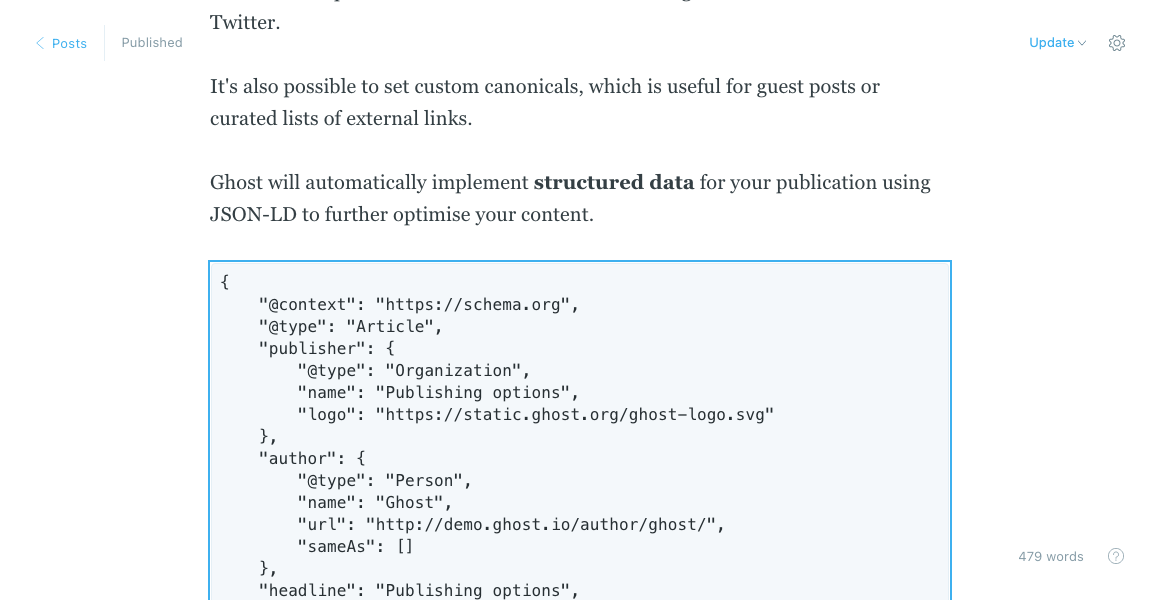 Twitter.
Posts
Published
Update
It's also possible to set custom canonicals, which is useful for guest posts or
curated lists of external links.
Ghost will automatically implement structured data for your publication using
JSON-LD to further optimise your content.
{
    "@context": "https://schema.org",
    "@type": "Article",
    "publisher": {
        "@type": "Organization",
        "name": "Publishing options",
        "logo": "https://static.ghost.org/ghost-logo.svg"
    },
    "author": {
        "@type": "Person",
        "name": "Ghost",
        "url": "http://demo.ghost.io/author/ghost/",
        "sameAs": []
    },
    "headline": "Publishing options",
479 words
?